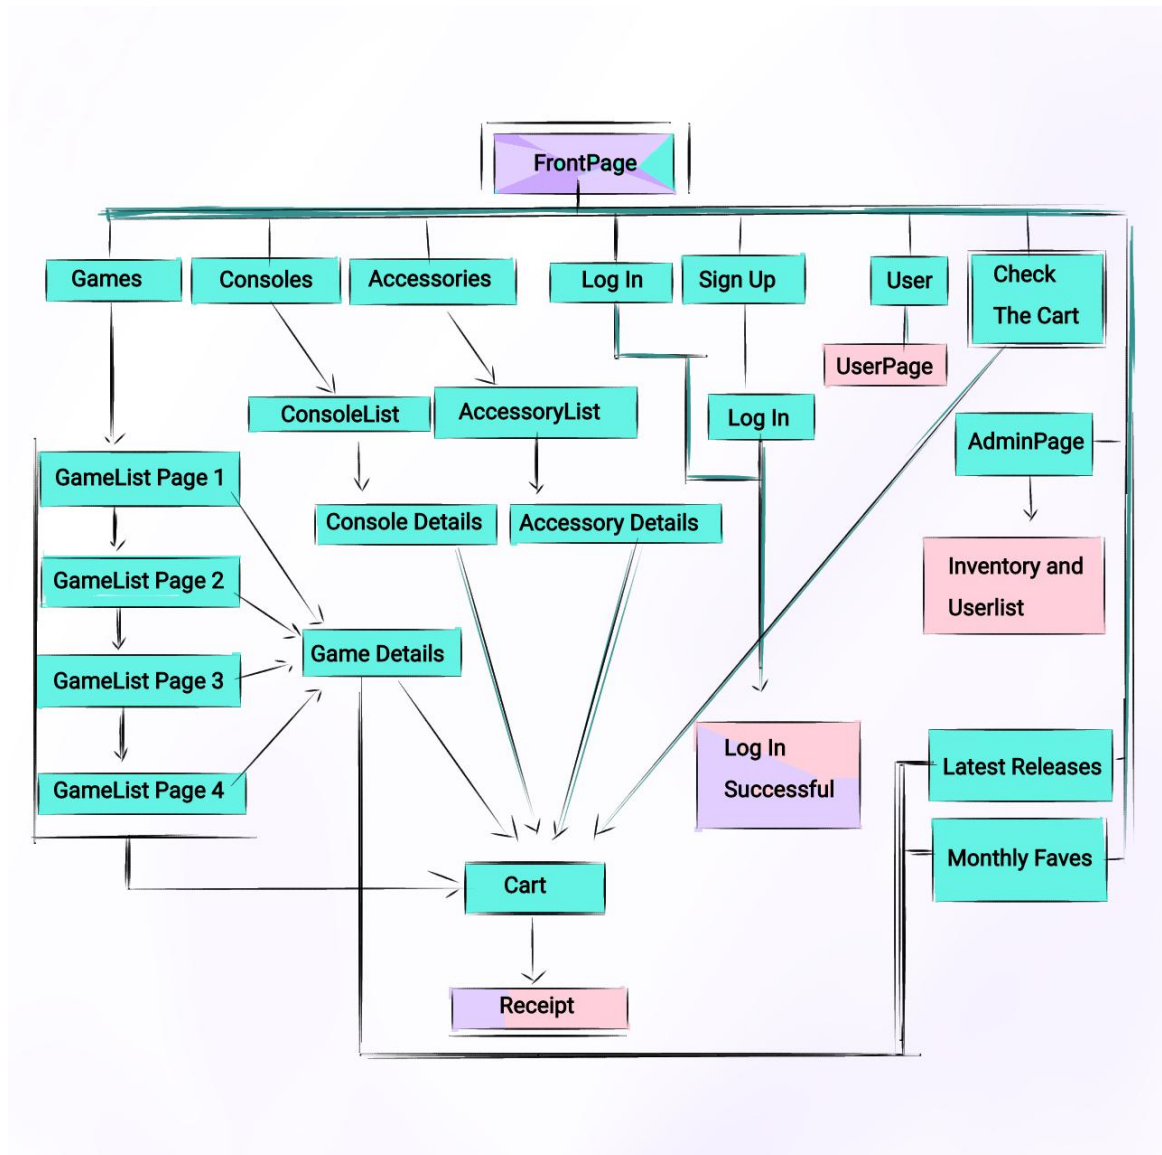 FrontPage
Games
Consoles
Accessories
Log In
Sign Up
User
Check
The Cart
UserPage
ConsoleList
AccessoryList
Log In
AdminPage
GameList Page 1
Console Details
Accessory Details
GameList Page 2
Inventory and
Userlist
Game Details
GameList Page 3
Log In
Successful
Latest Releases
GameList Page 4
Monthly Faves
Cart
Receipt